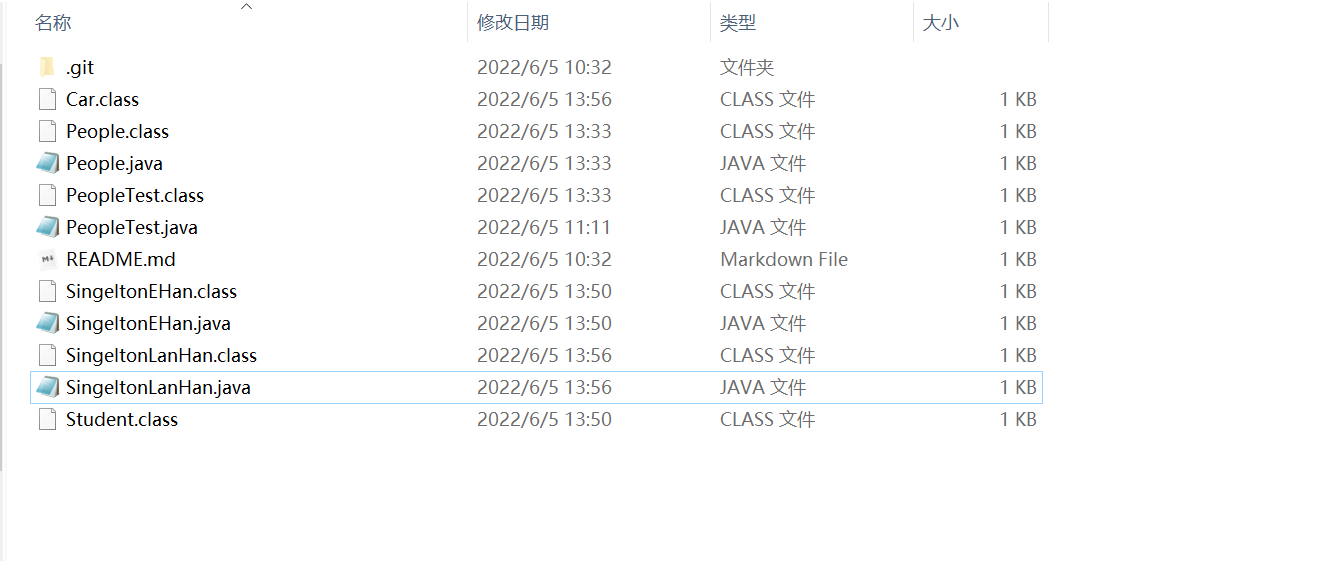 名称 修改日期 类型 大小
.git 2022/6/5 10:32 文件夹
Car.class 2022/6/5 13:56 CLASS 文件 1 KB
People.class 2022/6/5 13:33 CLASS 文件 1 KB
People.java 2022/6/5 13:33 JAVA 文件 1 KB
PeopleTest.class 2022/6/5 13:33 CLASS 文件 1 KB
PeopleTest.java 2022/6/5 11:11 JAVA 文件 1 KB
README.md 2022/6/5 10:32 Markdown File 1 KB
SingeltonEHan.class 2022/6/5 13:50 CLASS 文件 1 KB
SingeltonEHan.java 2022/6/5 13:50 JAVA 文件 1 KB
SingeltonLanHan.class 2022/6/5 13:56 CLASS 文件 1 KB
SingeltonLanHan.java 2022/6/5 13:56 JAVA 文件 1 KB
Student.class 2022/6/5 13:50 CLASS 文件 1 KB